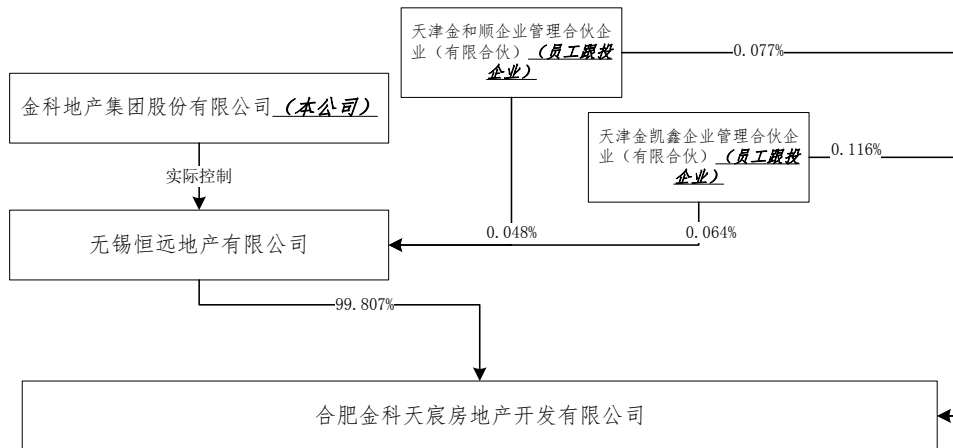 天津金和顺企业管理合伙企
业（有限合伙）（员工跟投
企业）
0.077%
金科地产集团股份有限公司（本公司）
天津金凯鑫企业管理合伙企
业（有限合伙）（员工跟投
企业）
0.116%
实际控制
无锡恒远地产有限公司
0.048%
0.064%
99.807%
合肥金科天宸房地产开发有限公司